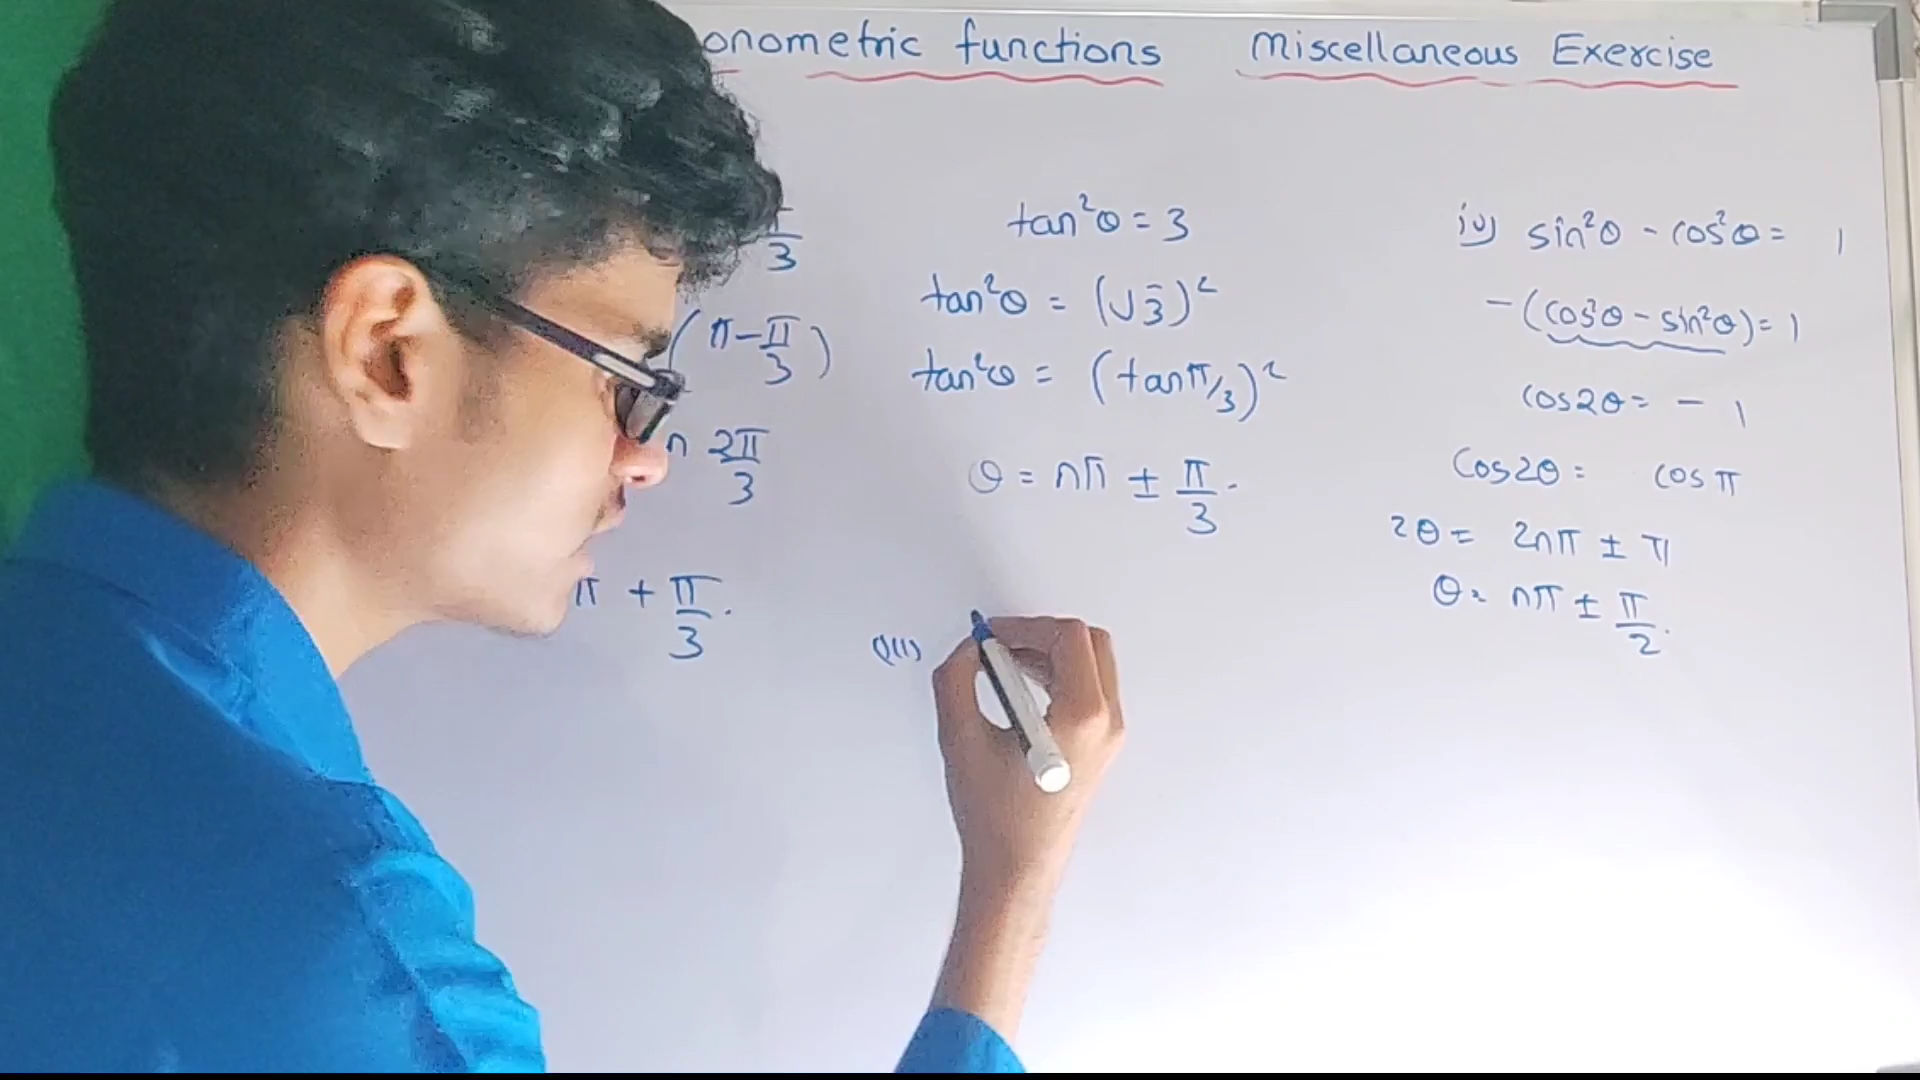 onometric functions Miscellaneous Exercise
π/3
(π-π/3)
n 2π/3
π + π/3.
tan²θ = 3
tan²θ = (√3)²
tan²θ = (tanπ/3)²
θ = nπ ± π/3.
(iii)
iv) sin²θ - cos²θ = 1
-(cos²θ - sin²θ) = 1
cos2θ = - 1
cos2θ = cos π
2θ = 2nπ ± π
θ = nπ ± π/2.